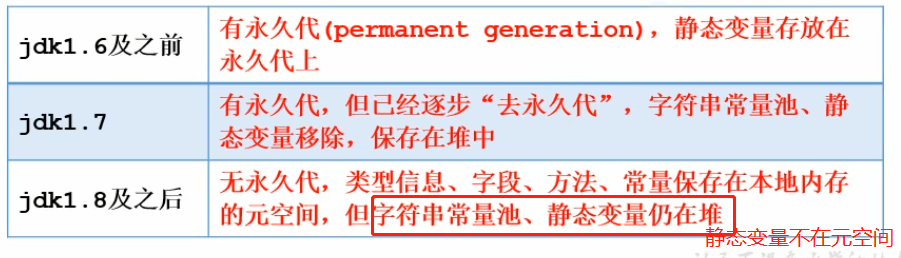 jdk1.6及之前
有永久代(permanent generation)，静态变量存放在
永久代上
jdk1.7
有永久代，但已经逐步“去永久代”，字符串常量池、静
态变量移除，保存在堆中
jdk1.8及之后
无永久代，类型信息、字段、方法、常量保存在本地内存
的元空间，但字符串常量池、静态变量仍在堆
静态变量不在元空间